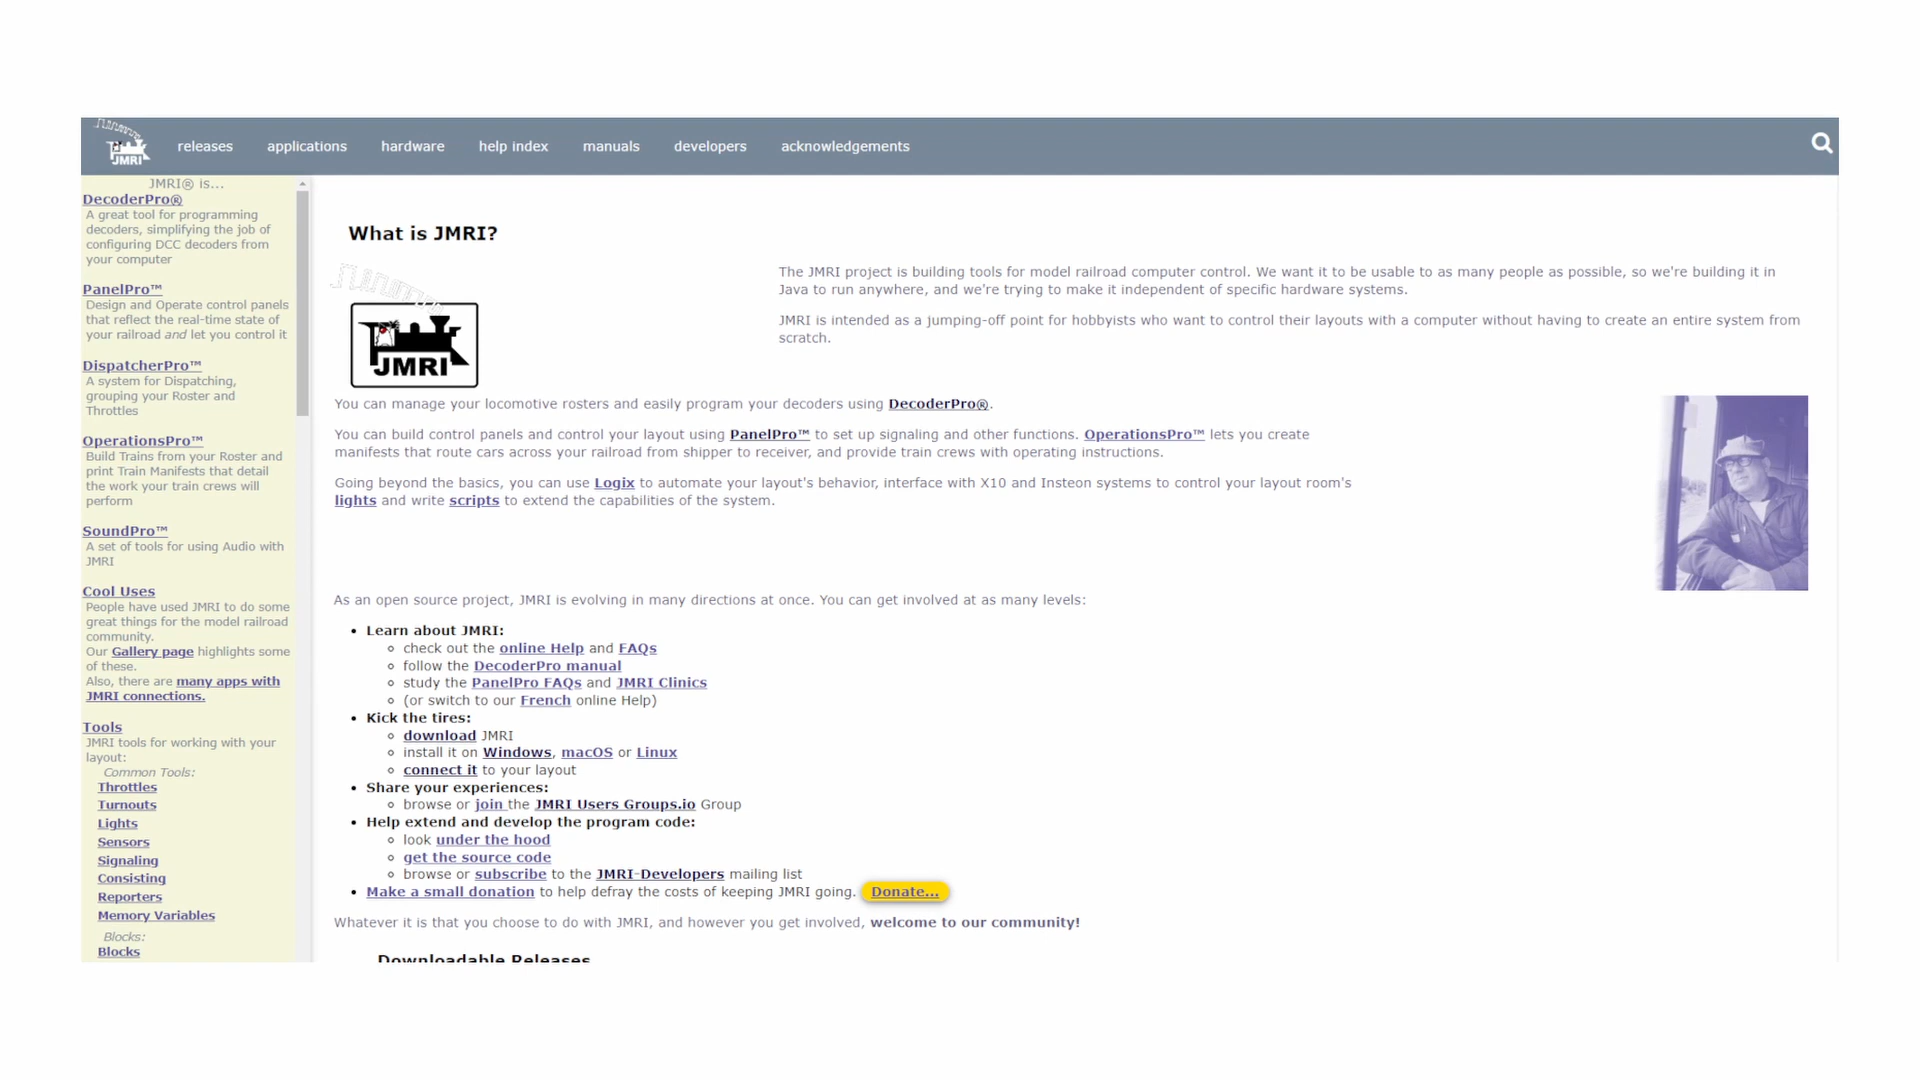 JMRI
releases
applications
hardware
help index
manuals
developers
acknowledgements
JMRI® is...
DecoderPro®
A great tool for programming
decoders, simplifying the job of
configuring DCC decoders from
your computer
PanelPro™
Design and Operate control panels
that reflect the real-time state of
your railroad and let you control it
DispatcherPro™
A system for Dispatching,
grouping your Roster and
Throttles
OperationsPro™
Build Trains from your Roster and
print Train Manifests that detail
the work your train crews will
perform
SoundPro™
A set of tools for using Audio with
JMRI
Cool Uses
People have used JMRI to do some
great things for the model railroad
community.
Our Gallery page highlights some
of these.
Also, there are many apps with
JMRI connections.
Tools
JMRI tools for working with your
layout:
Common Tools:
Throttles
Turnouts
Lights
Sensors
Signaling
Consisting
Reporters
Memory Variables
Blocks:
Blocks
What is JMRI?
JMRI
The JMRI project is building tools for model railroad computer control. We want it to be usable to as many people as possible, so we're building it in
Java to run anywhere, and we're trying to make it independent of specific hardware systems.
JMRI is intended as a jumping-off point for hobbyists who want to control their layouts with a computer without having to create an entire system from
scratch.
You can manage your locomotive rosters and easily program your decoders using DecoderPro®.
You can build control panels and control your layout using PanelPro™ to set up signaling and other functions. OperationsPro™ lets you create
manifests that route cars across your railroad from shipper to receiver, and provide train crews with operating instructions.
Going beyond the basics, you can use Logix to automate your layout's behavior, interface with X10 and Insteon systems to control your layout room's
lights and write scripts to extend the capabilities of the system.
As an open source project, JMRI is evolving in many directions at once. You can get involved at as many levels:
Learn about JMRI:
check out the online Help and FAQs
follow the DecoderPro manual
study the PanelPro FAQs and JMRI Clinics
(or switch to our French online Help)
Kick the tires:
download JMRI
install it on Windows, macOS or Linux
connect it to your layout
Share your experiences:
browse or join the JMRI Users Groups.io Group
Help extend and develop the program code:
look under the hood
get the source code
browse or subscribe to the JMRI-Developers mailing list
Make a small donation to help defray the costs of keeping JMRI going. Donate...
Whatever it is that you choose to do with JMRI, and however you get involved, welcome to our community!
Downloadable Releases